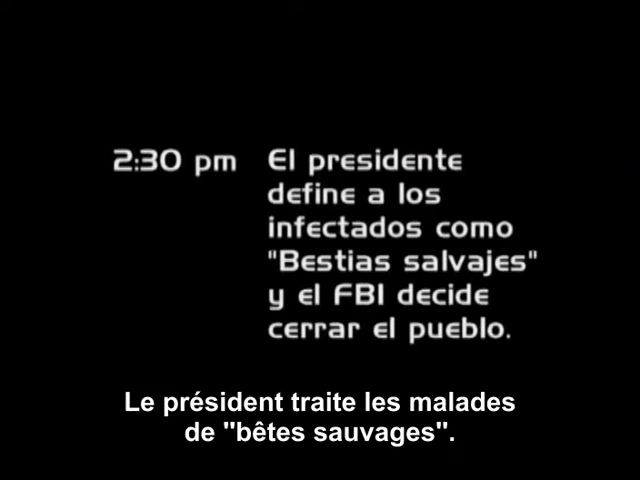 2:30 pm El presidente
define a los
infectados como
"Bestias salvajes"
y el FBI decide
cerrar el pueblo.
Le président traite les malades
de "bêtes sauvages".